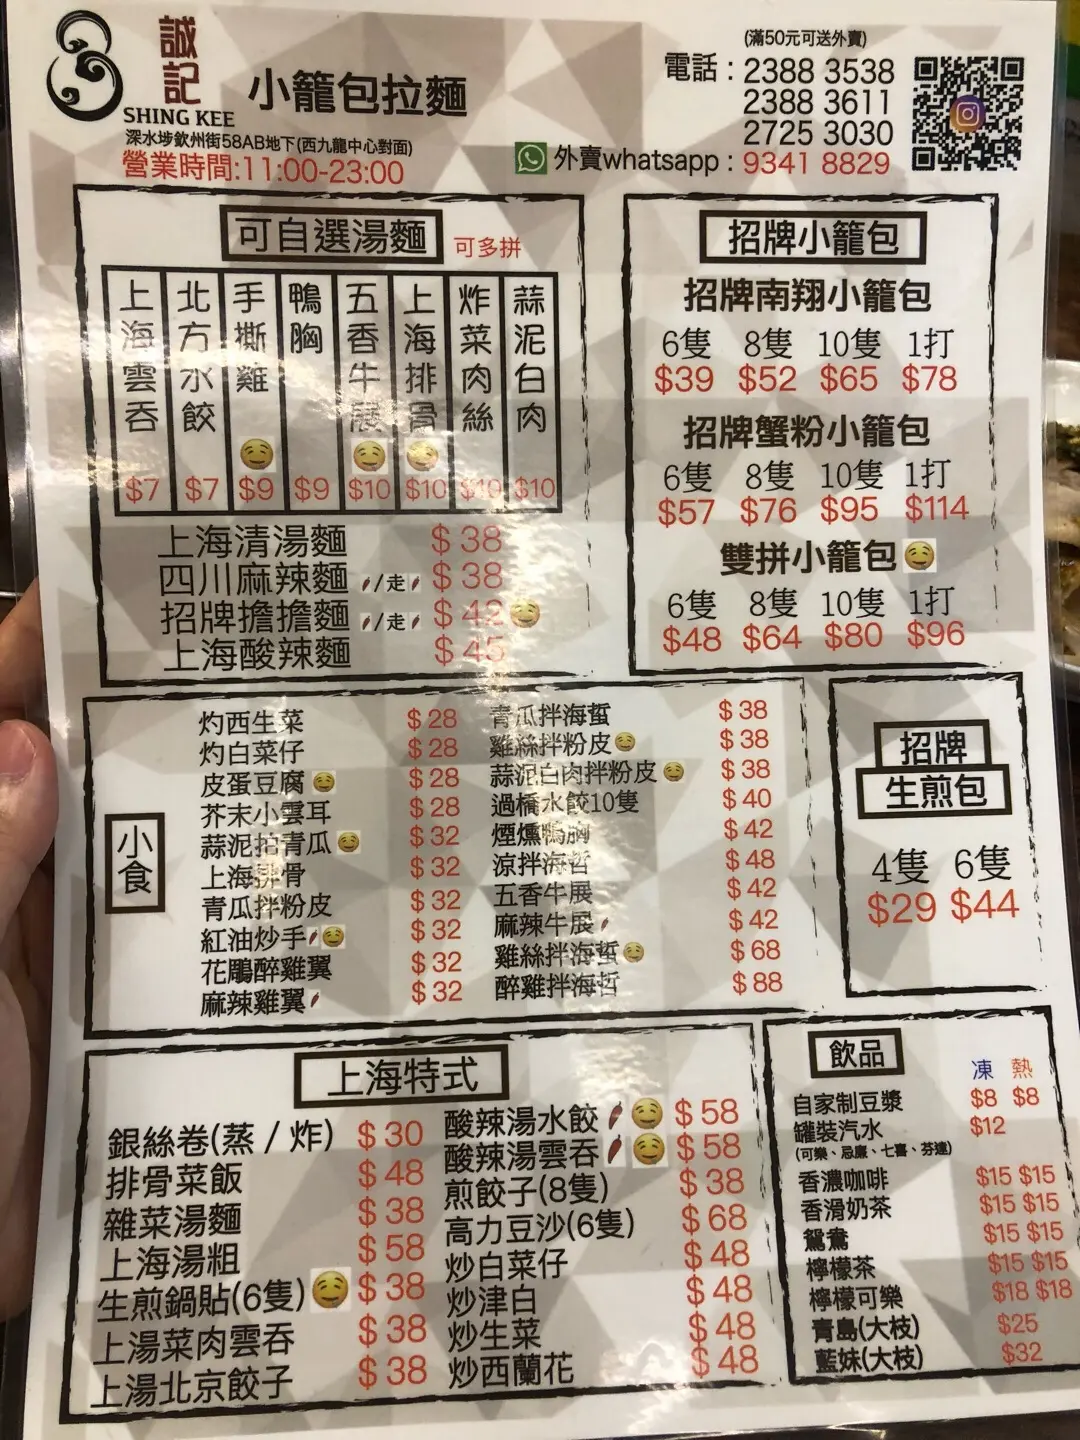 誠記
SHING KEE
小籠包拉麵
深水埗欽州街58AB地下(西九龍中心對面)
營業時間:11:00-23:00
(滿50元可送外賣)
電話：2388 3538
2388 3611
2725 3030
外賣whatsapp：9341 8829
可自選湯麵 可多拼
上海雲吞 $7
北方水餃 $7
手撕雞 $9
鴨胸 $9
五香牛展 $10
上海排骨 $10
炸菜肉絲 $10
蒜泥白肉 $10
上海清湯麵 $38
四川麻辣麵 /走 $38
招牌擔擔麵 /走 $42
上海酸辣麵 $45
招牌小籠包
招牌南翔小籠包
6隻 8隻 10隻 1打
$39 $52 $65 $78
招牌蟹粉小籠包
6隻 8隻 10隻 1打
$57 $76 $95 $114
雙拼小籠包
6隻 8隻 10隻 1打
$48 $64 $80 $96
小食
灼西生菜 $28
灼白菜仔 $28
皮蛋豆腐 $28
芥末小雲耳 $28
蒜泥拍青瓜 $32
上海排骨 $32
青瓜拌粉皮 $32
紅油炒手 $32
花鵰醉雞翼 $32
麻辣雞翼 $32
青瓜拌海蜇 $38
雞絲拌粉皮 $38
蒜泥白肉拌粉皮 $38
過橋水餃10隻 $40
煙燻鴨胸 $42
涼拌海哲 $48
五香牛展 $42
麻辣牛展 $42
雞絲拌海蜇 $68
醉雞拌海哲 $88
招牌
生煎包
4隻 6隻
$29 $44
上海特式
銀絲卷(蒸 / 炸) $30
排骨菜飯 $48
雜菜湯麵 $38
上海湯粗 $58
生煎鍋貼(6隻) $38
上湯菜肉雲吞 $38
上湯北京餃子 $38
酸辣湯水餃 $58
酸辣湯雲吞 $58
煎餃子(8隻) $38
高力豆沙(6隻) $68
炒白菜仔 $48
炒津白 $48
炒生菜 $48
炒西蘭花 $48
飲品
凍 熱
自家制豆漿 $8 $8
罐裝汽水 $12
(可樂、忌廉、七喜、芬達)
香濃咖啡 $15 $15
香滑奶茶 $15 $15
鴛鴦 $15 $15
檸檬茶 $15 $15
檸檬可樂 $18 $18
青島(大枝) $25
藍妹(大枝) $32